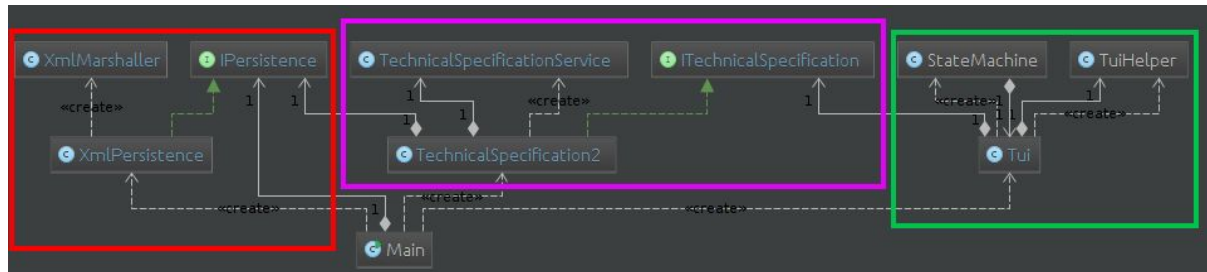 XmlMarshaller
IPersistence
TechnicalSpecificationService
ITechnicalSpecification
StateMachine
TuiHelper
«create»
1
1
1
1
«create»
1
«create»
1
1
1
«create»
1
1
1
XmlPersistence
TechnicalSpecification2
Tui
«create»
1
«create»
«create»
Main